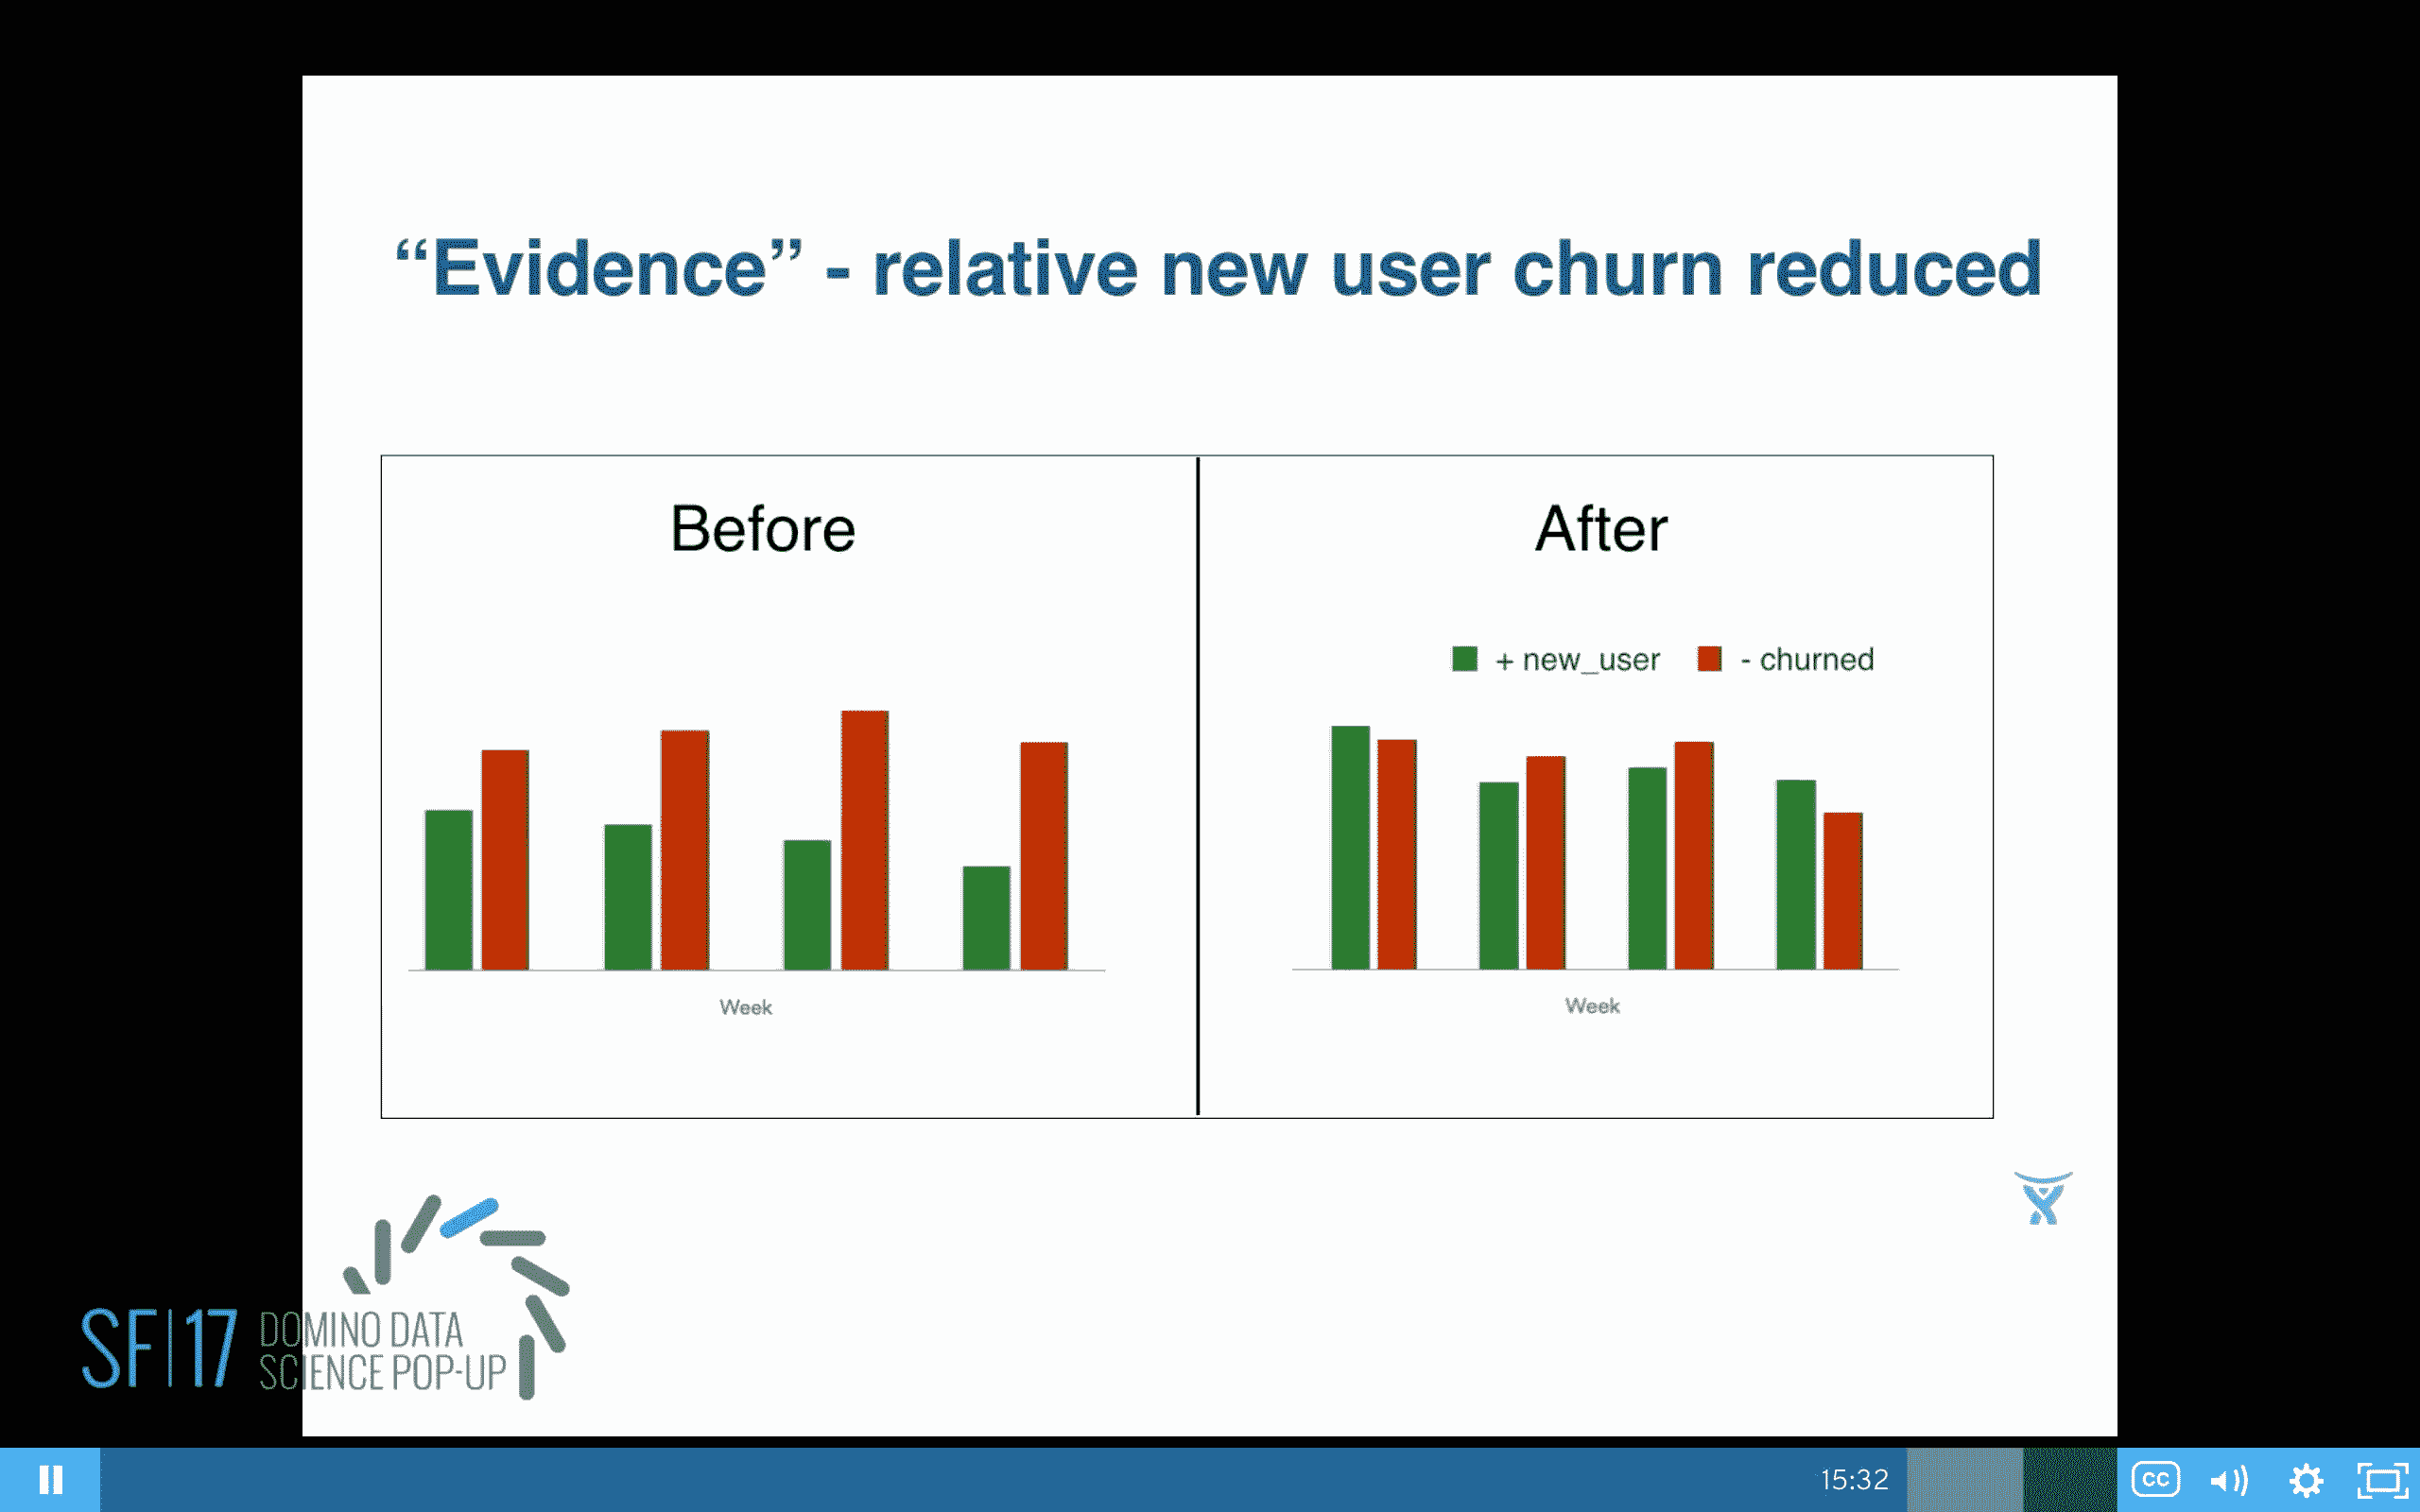 “Evidence” - relative new user churn reduced
Before
After
+ new_user - churned
Week
Week
SF|17 DOMINO DATA
SCIENCE POP-UP
15:32
CC